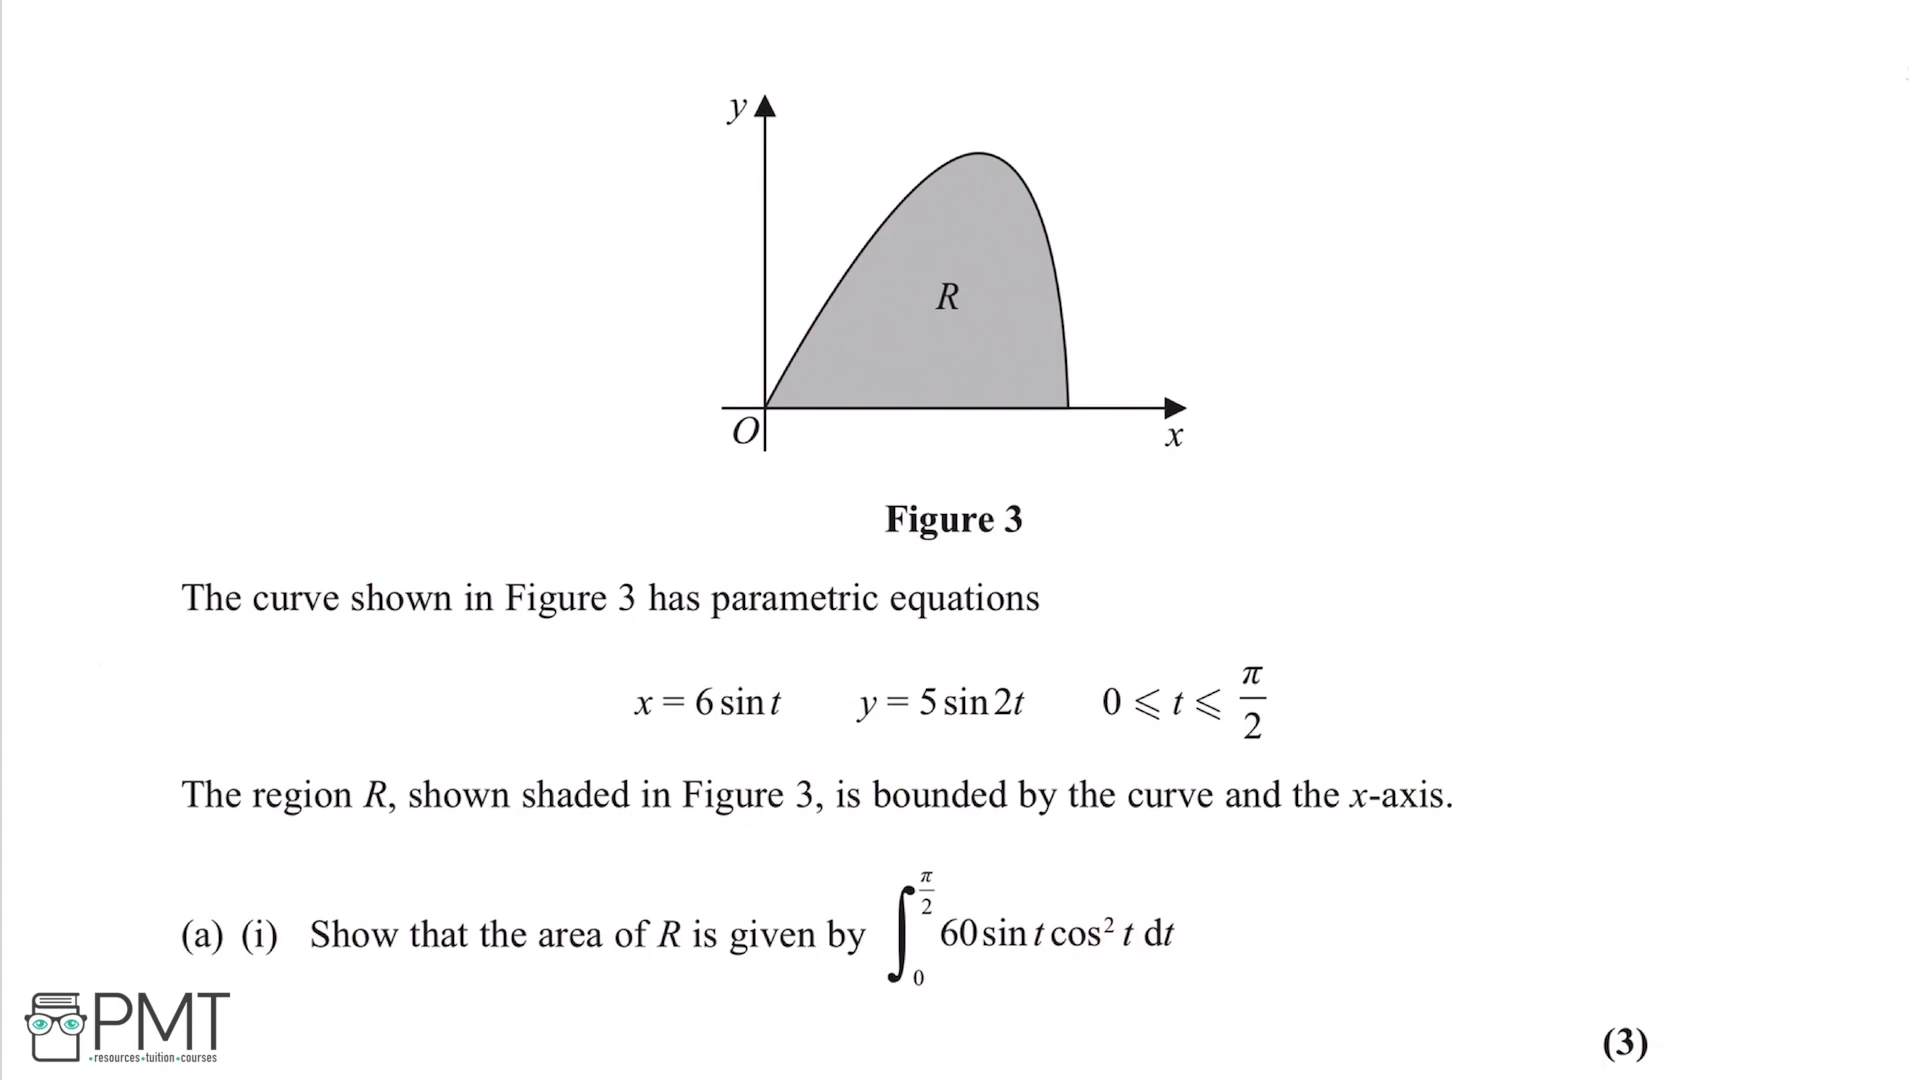 y
R
O
x
Figure 3
The curve shown in Figure 3 has parametric equations
x = 6 sin t y = 5 sin 2t 0 ⩽ t ⩽ π/2
The region R, shown shaded in Figure 3, is bounded by the curve and the x-axis.
(a) (i) Show that the area of R is given by ∫₀^(π/2) 60 sin t cos² t dt
PMT
•resources•tuition•courses
(3)